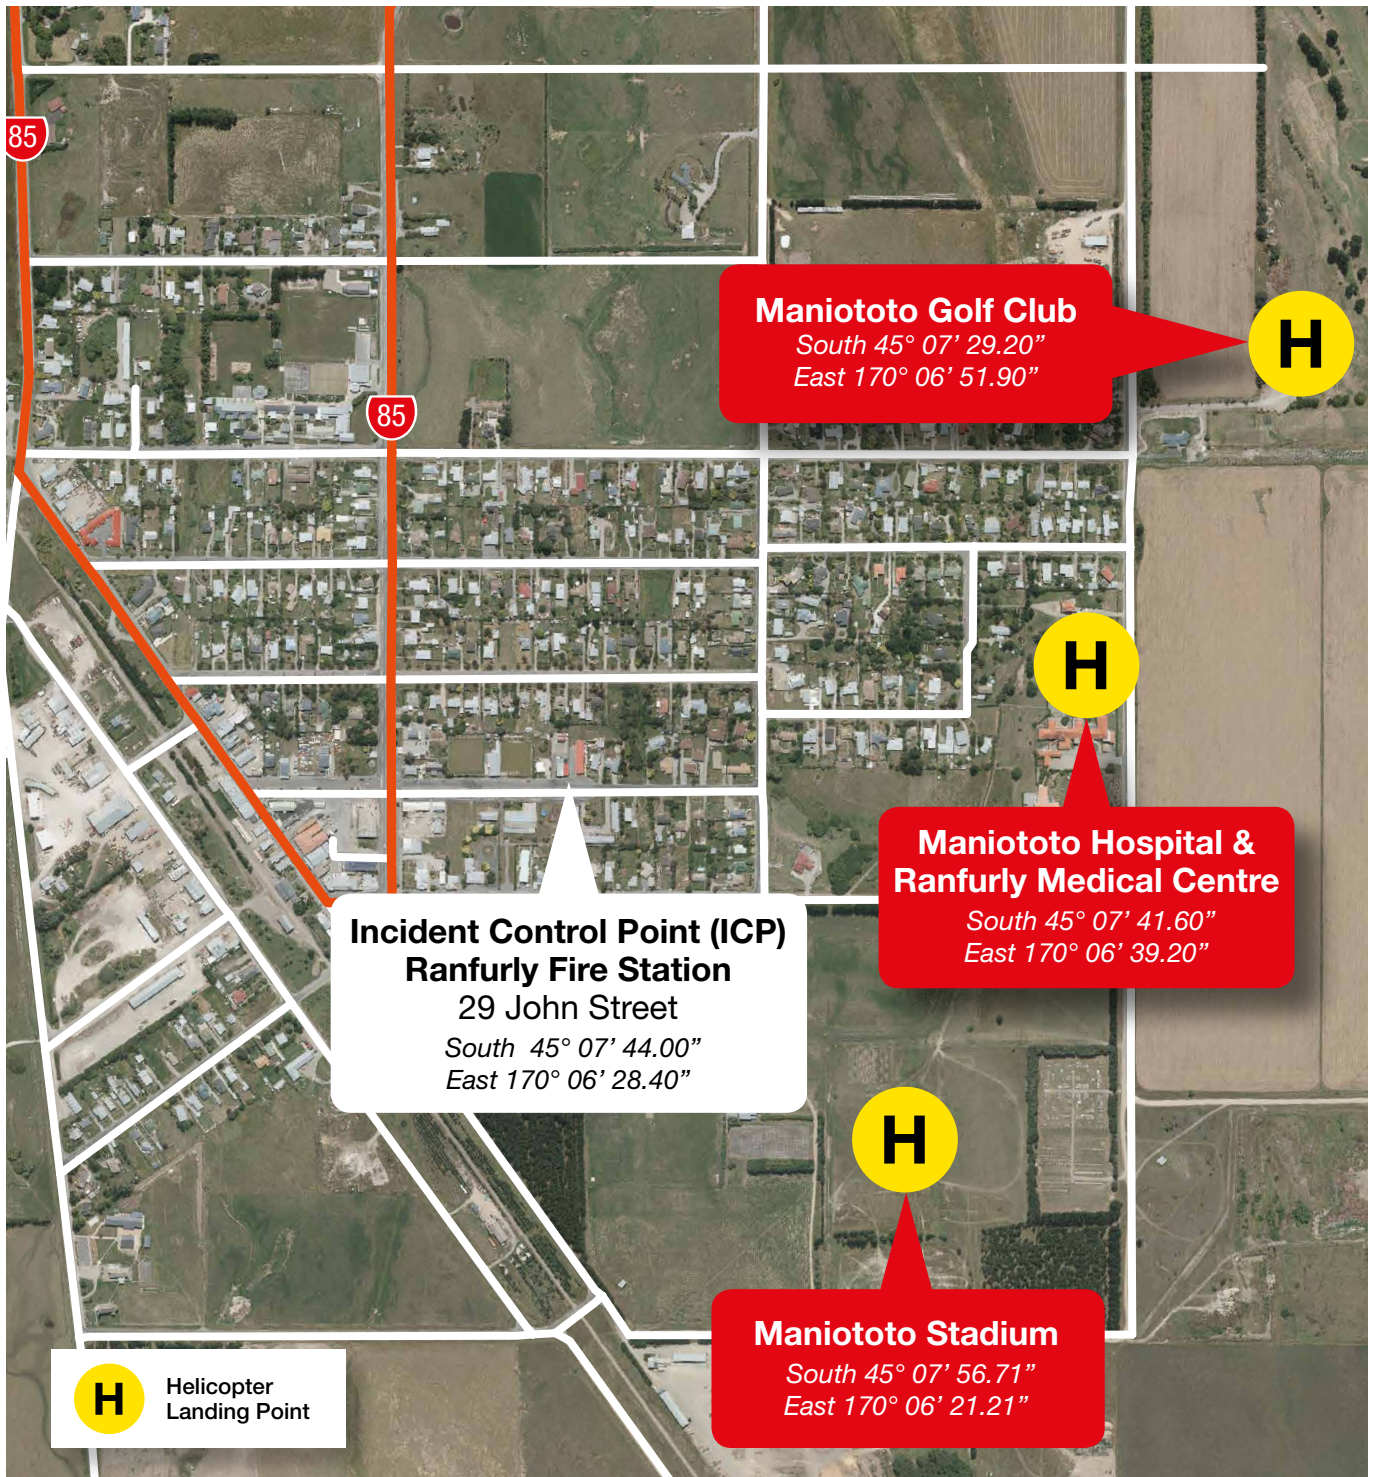 85
85
Maniototo Golf Club
South 45° 07’ 29.20”
East 170° 06’ 51.90”
H
H
Maniototo Hospital &
Ranfurly Medical Centre
South 45° 07’ 41.60”
East 170° 06’ 39.20”
Incident Control Point (ICP)
Ranfurly Fire Station
29 John Street
South  45° 07’ 44.00”
East 170° 06’ 28.40”
H
Maniototo Stadium
South 45° 07’ 56.71”
East 170° 06’ 21.21”
H
Helicopter
Landing Point